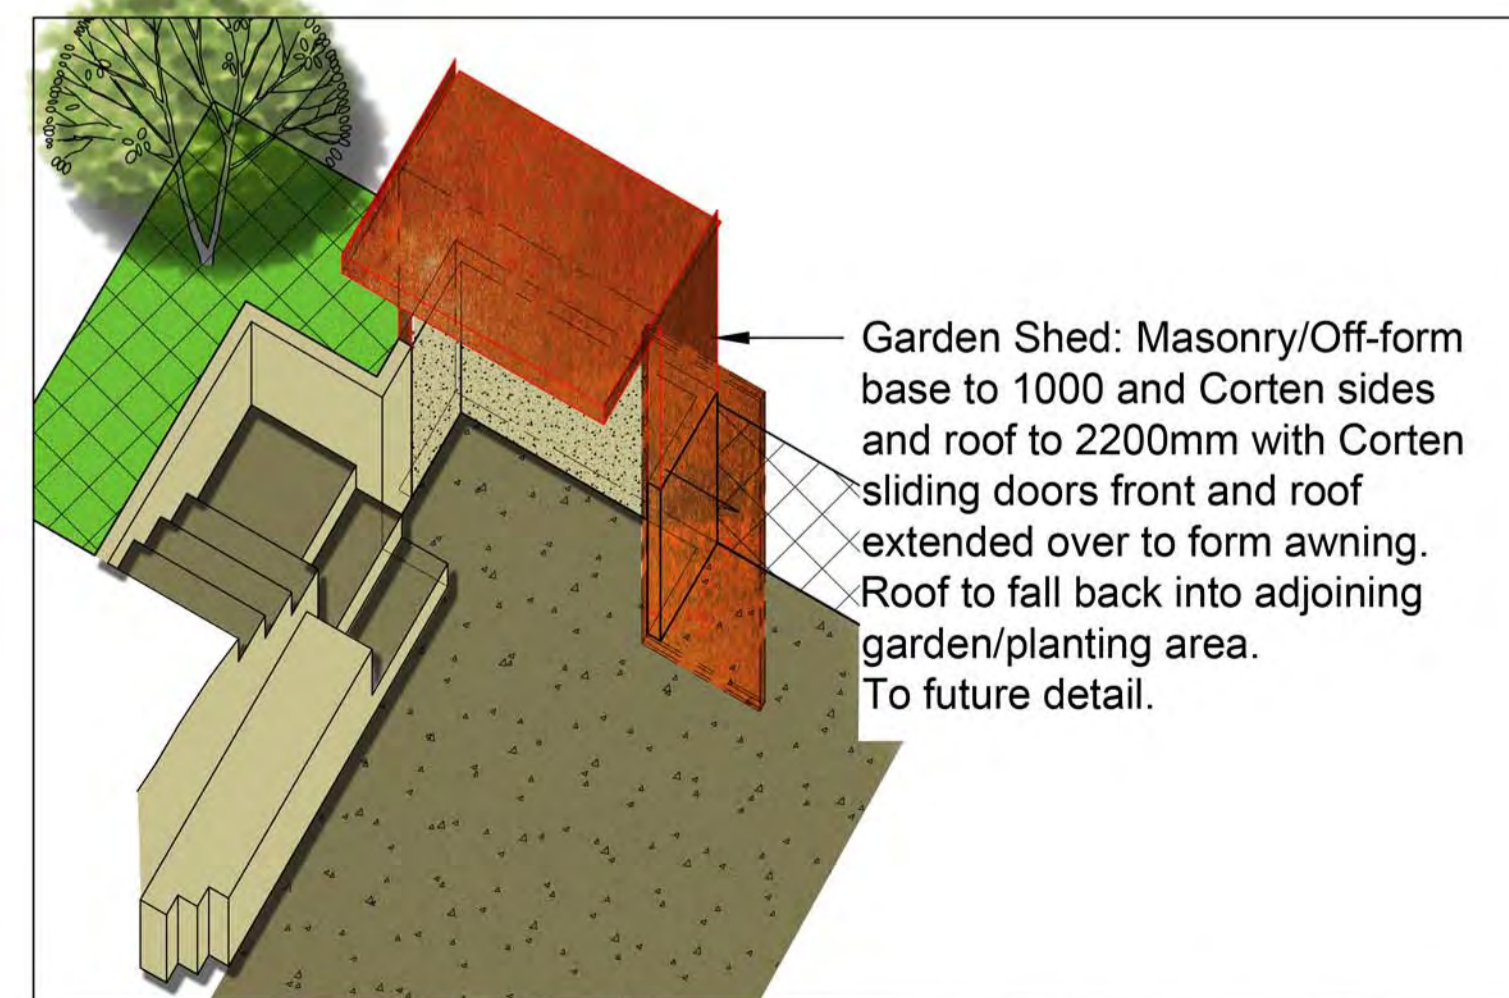 Garden Shed: Masonry/Off-form
base to 1000 and Corten sides
and roof to 2200mm with Corten
sliding doors front and roof
extended over to form awning.
Roof to fall back into adjoining
garden/planting area.
To future detail.